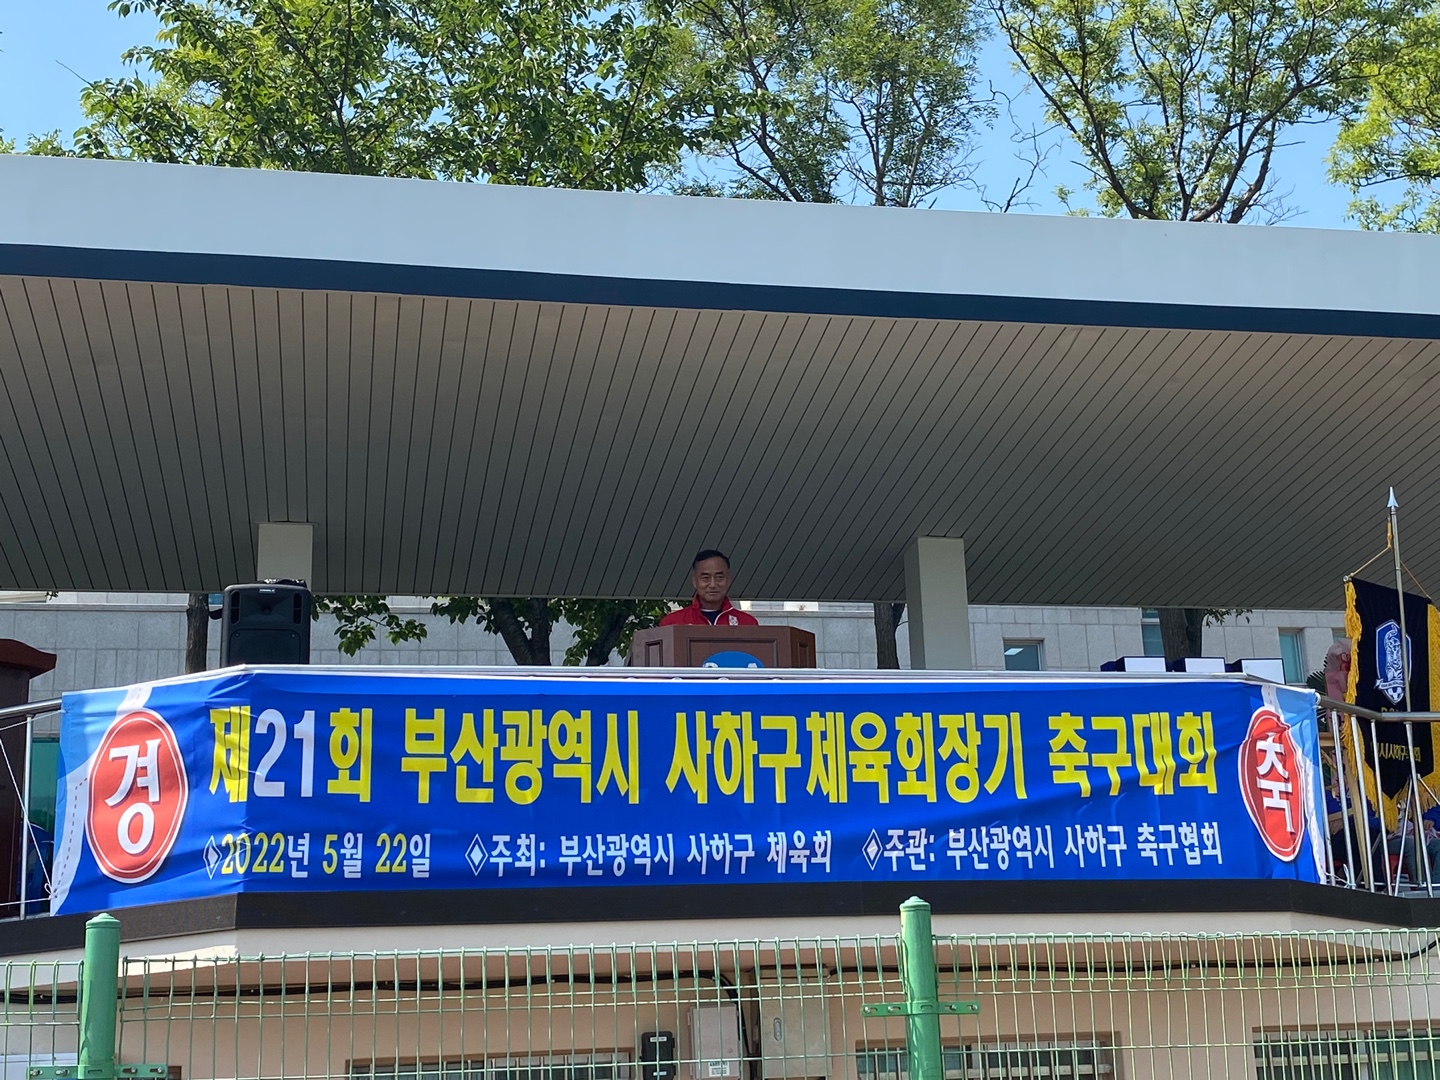 경
제21회 부산광역시 사하구체육회장기 축구대회
축
2022년 5월 22일 주최: 부산광역시 사하구 체육회 주관: 부산광역시 사하구 축구협회